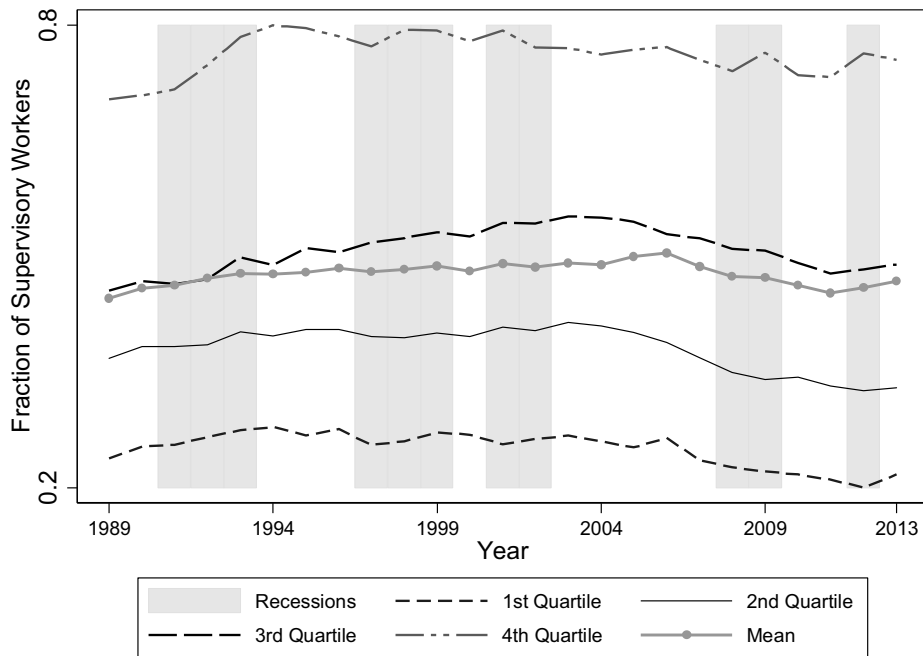 0.8
Fraction of Supervisory Workers
0.2
1989 1994 1999 2004 2009 2013
Year
Recessions 1st Quartile 2nd Quartile
3rd Quartile 4th Quartile Mean